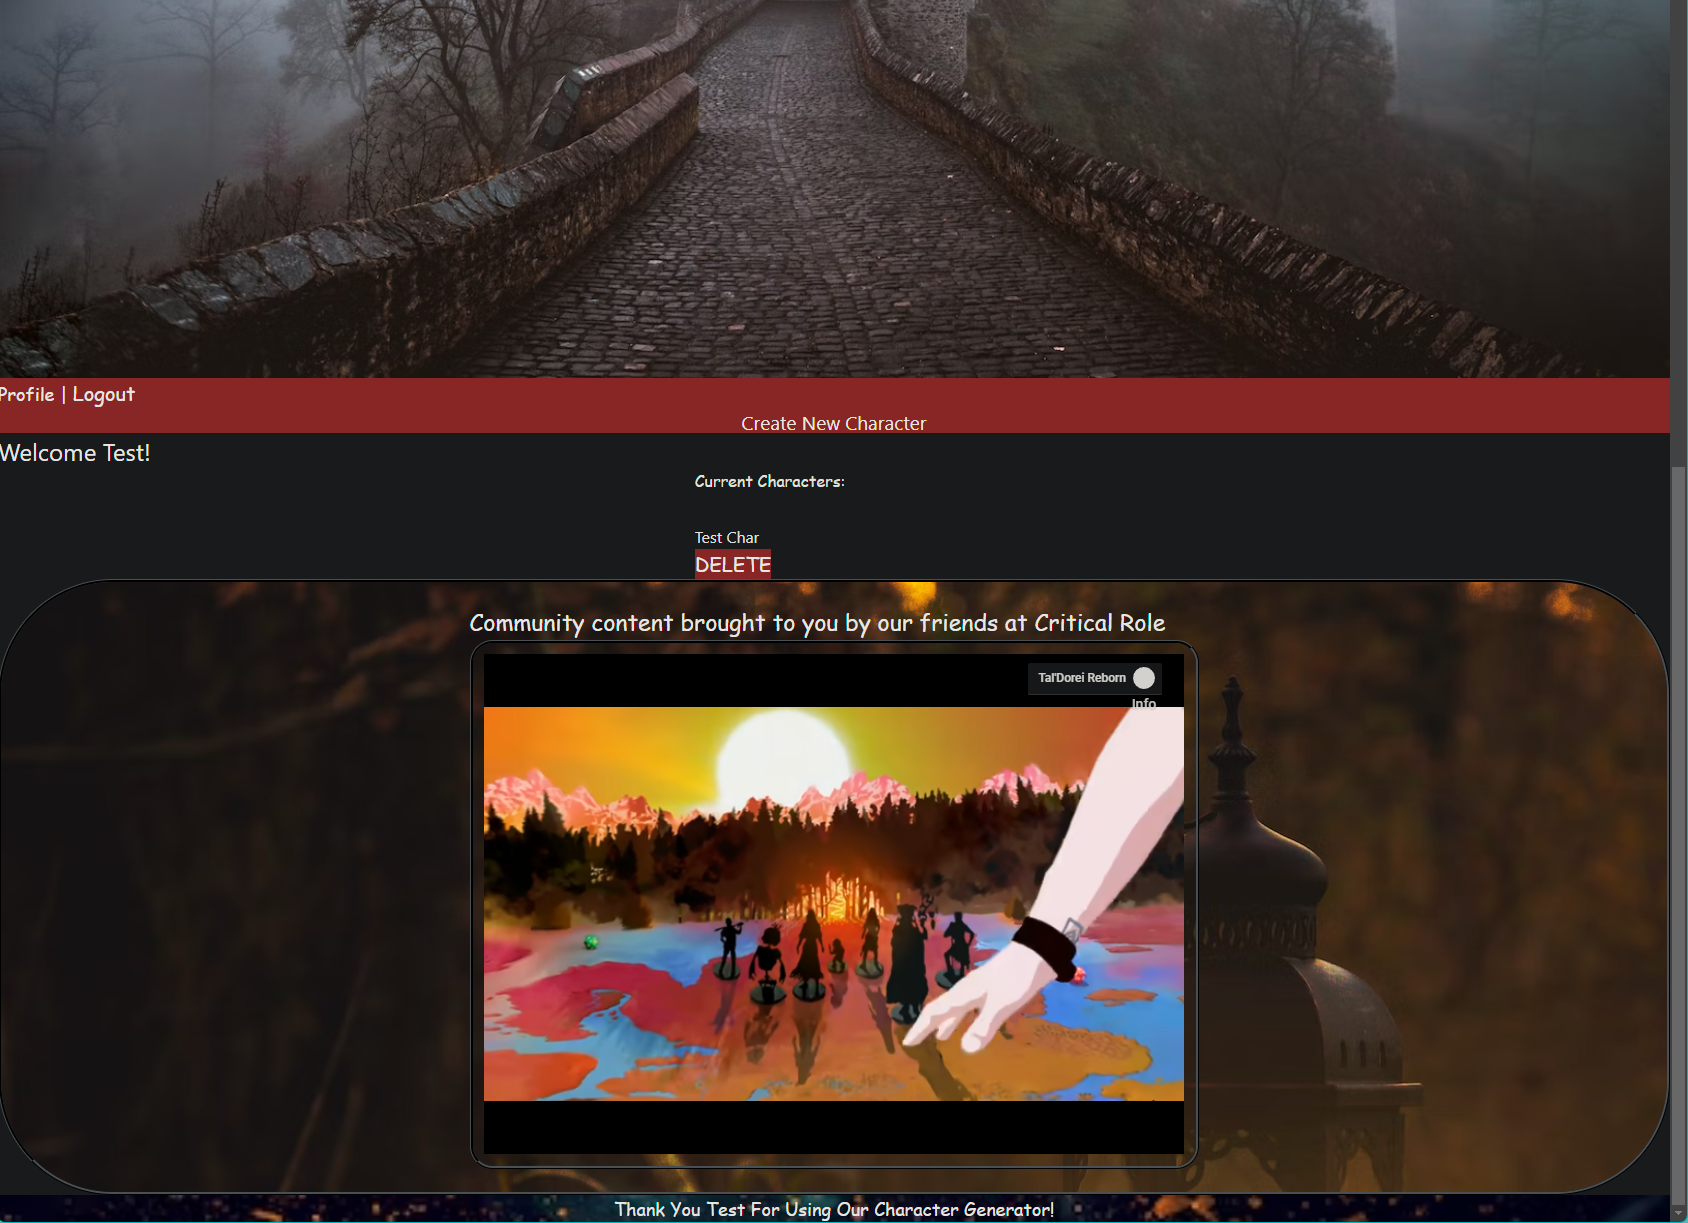 Profile | Logout
Create New Character
Welcome Test!
Current Characters:
Test Char
DELETE
Community content brought to you by our friends at Critical Role
Tal'Dorei Reborn
Info
Thank You Test For Using Our Character Generator!